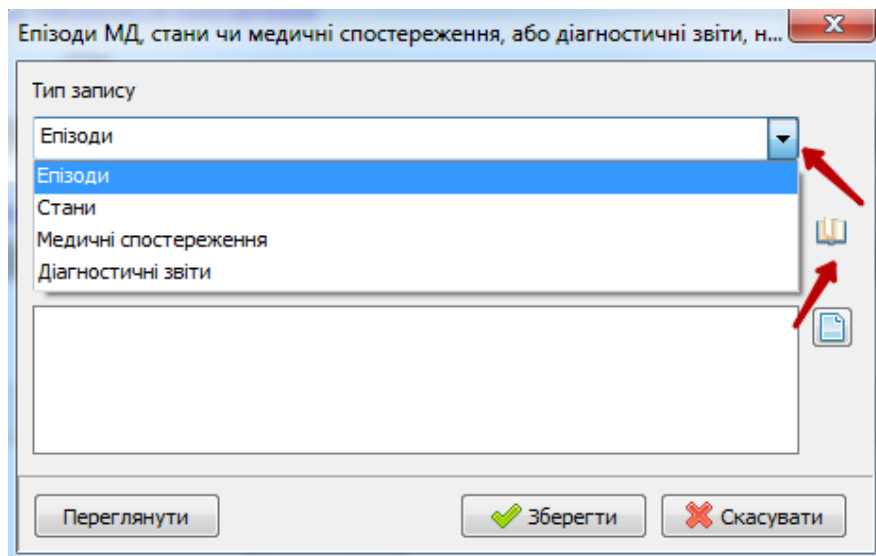 Епізоди МД, стани чи медичні спостереження, або діагностичні звіти, н...
Тип запису
Епізоди
Епізоди
Стани
Медичні спостереження
Діагностичні звіти
Переглянути
Зберегти
Скасувати